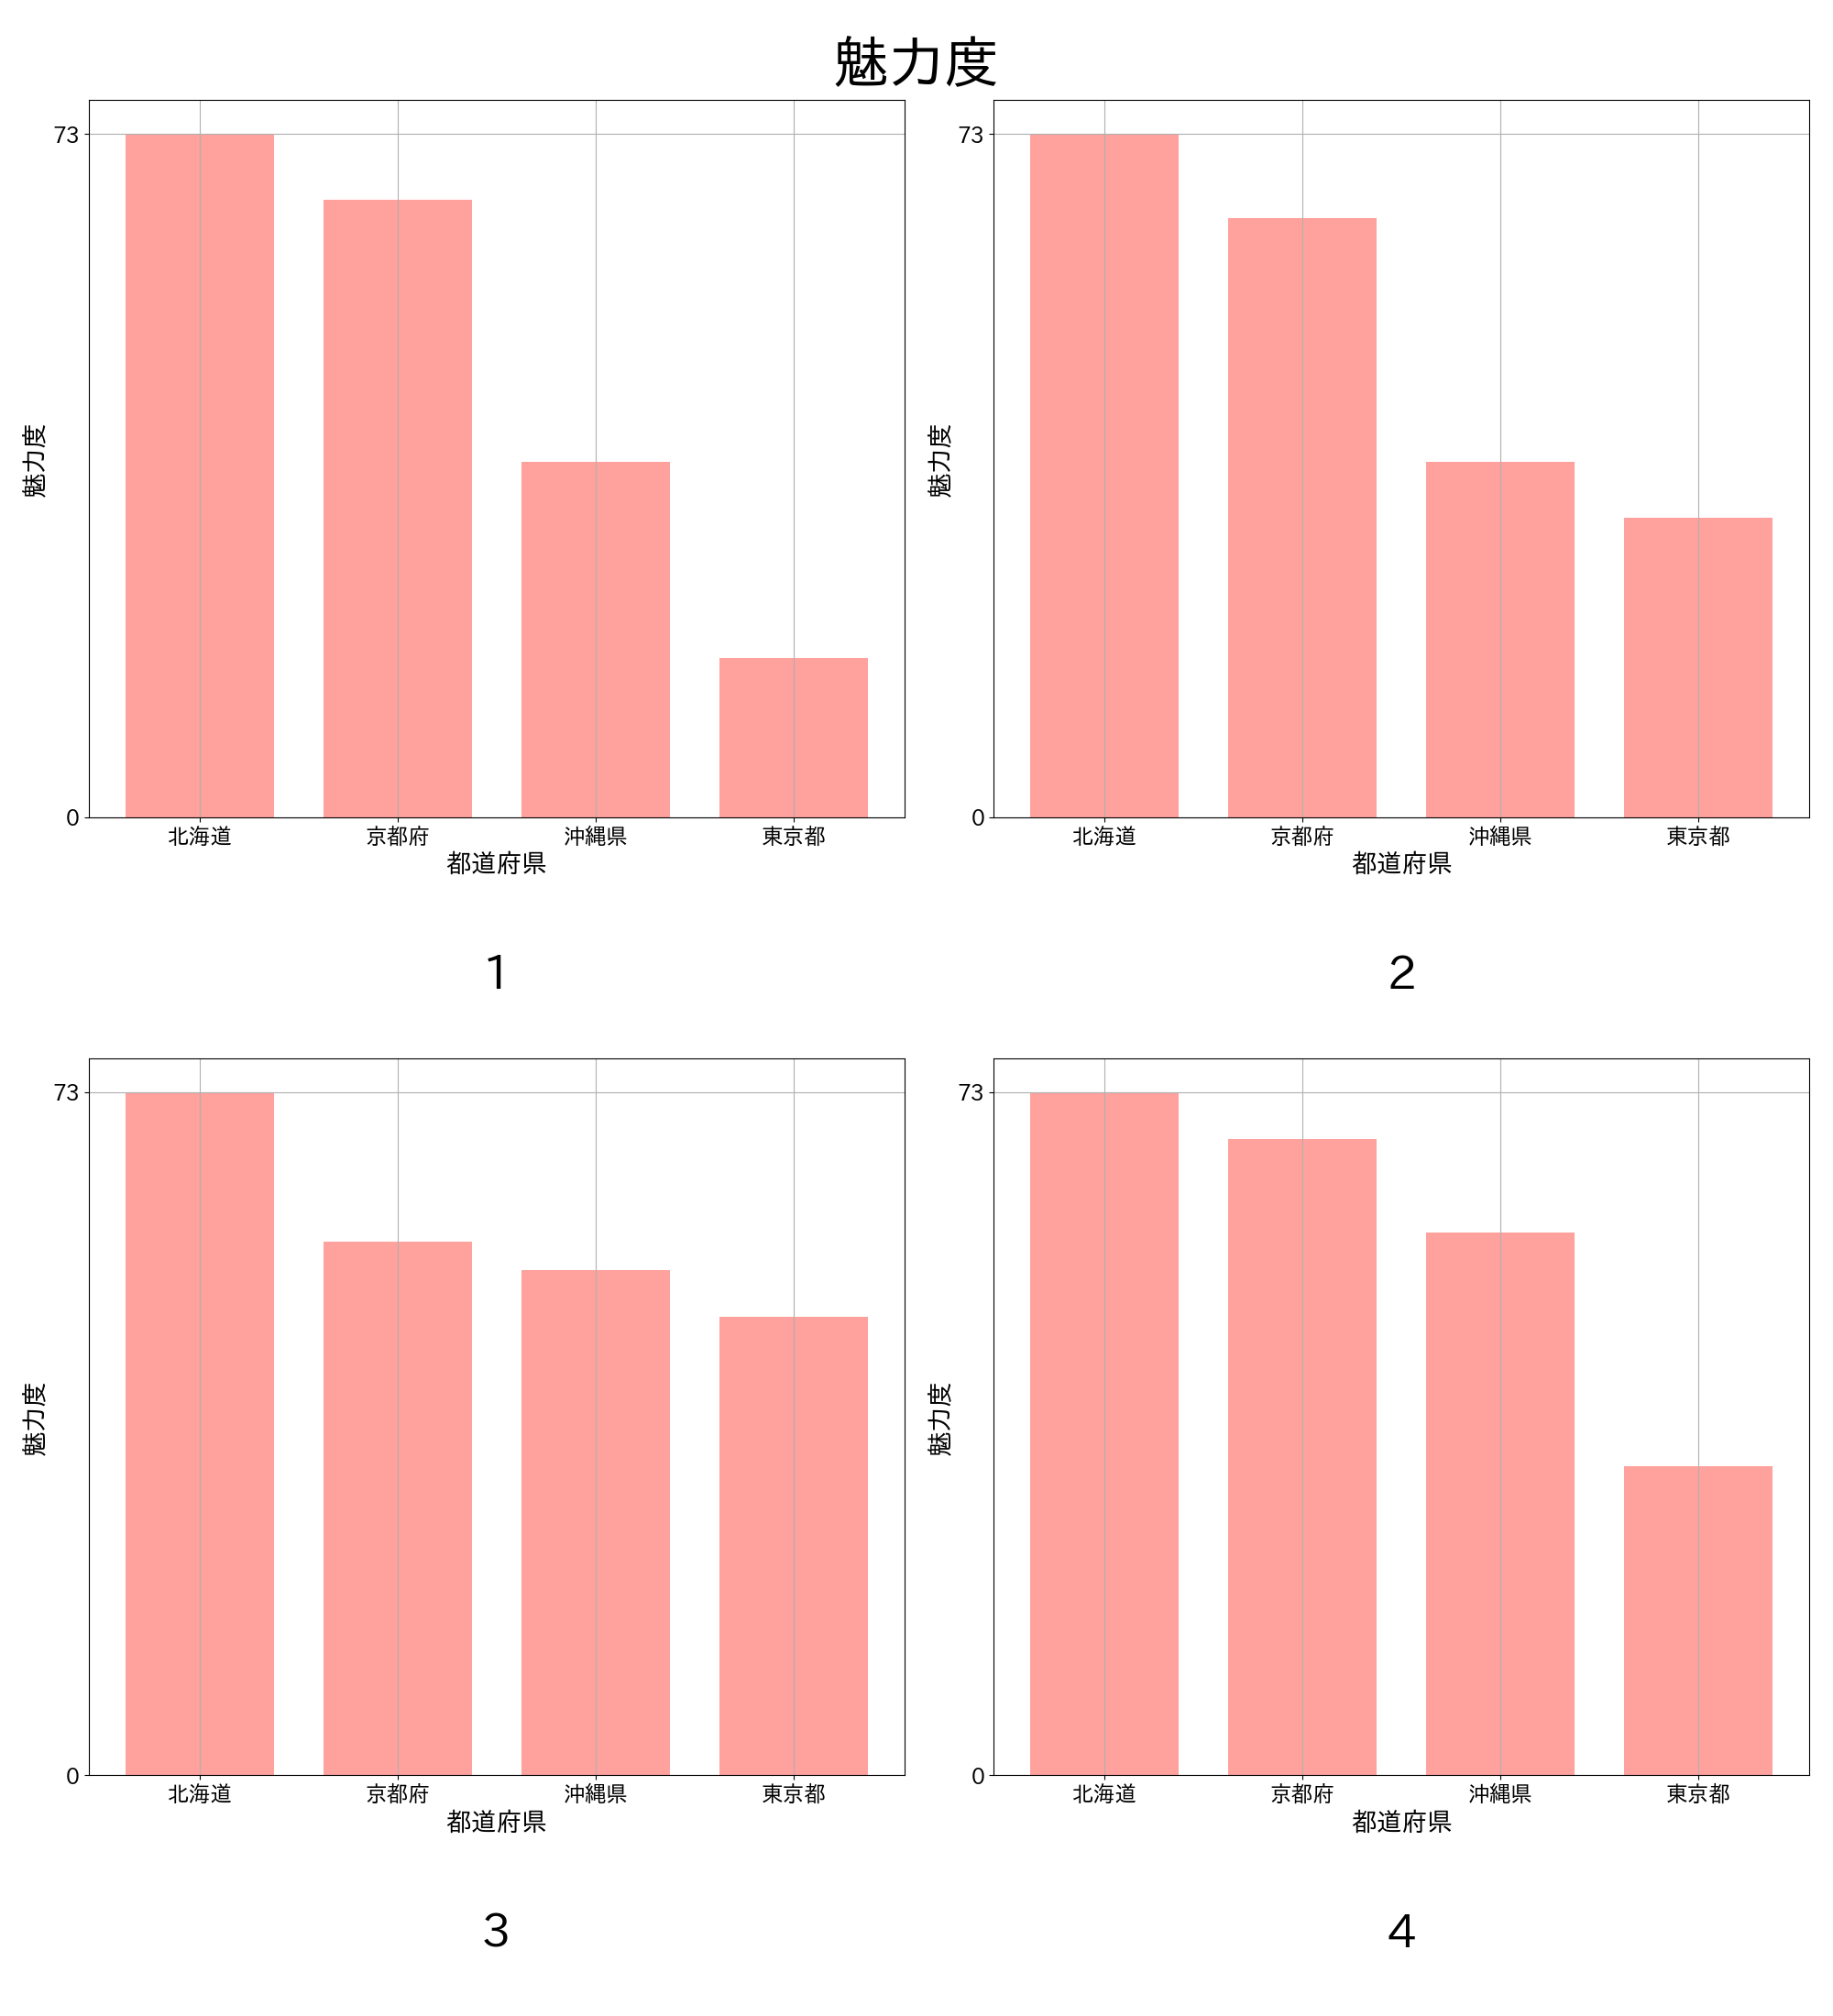 魅力度
73
0
魅力度
北海道 京都府 沖縄県 東京都
都道府県
1
73
0
魅力度
北海道 京都府 沖縄県 東京都
都道府県
2
73
0
魅力度
北海道 京都府 沖縄県 東京都
都道府県
3
73
0
魅力度
北海道 京都府 沖縄県 東京都
都道府県
4